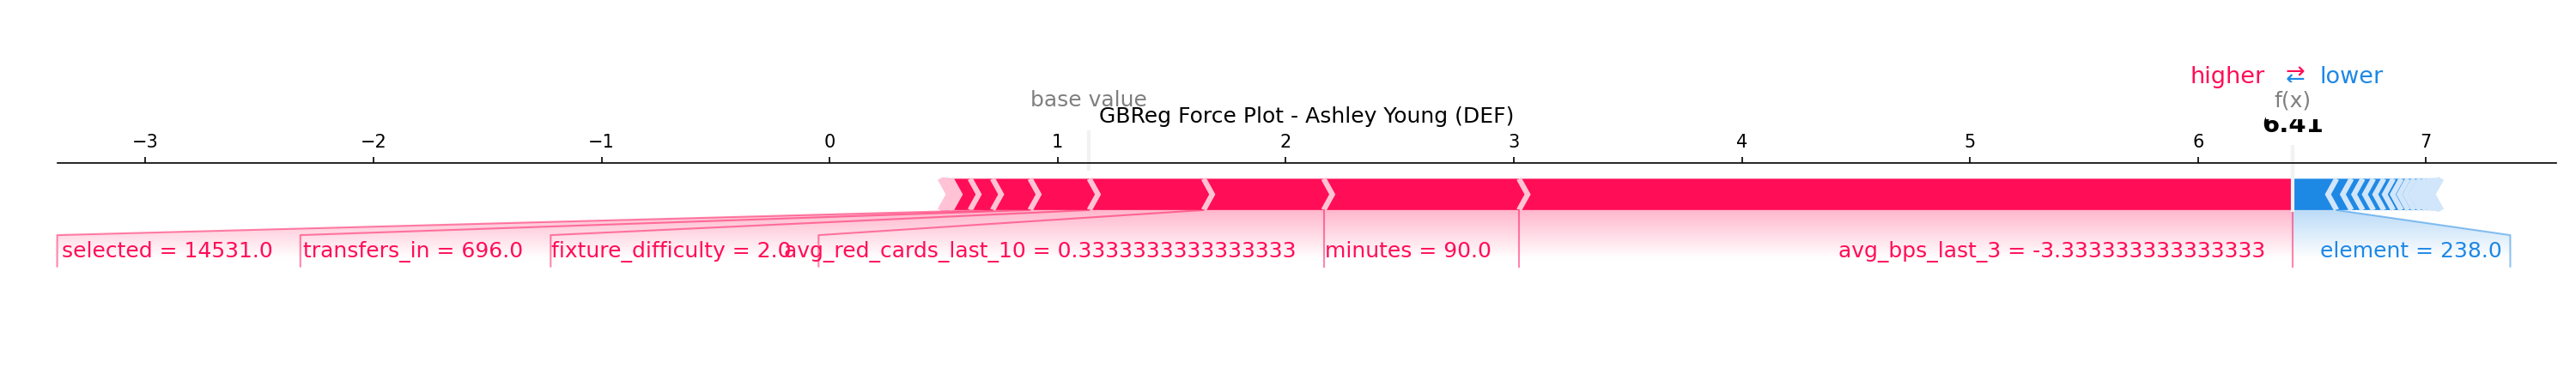 higher ⇄ lower
base value
f(x)
GBReg Force Plot - Ashley Young (DEF)
6.41
−3 −2 −1 0 1 2 3 4 5 6 7
selected = 14531.0 transfers_in = 696.0 fixture_difficulty = 2.0 avg_red_cards_last_10 = 0.3333333333333333 minutes = 90.0 avg_bps_last_3 = -3.333333333333333 element = 238.0